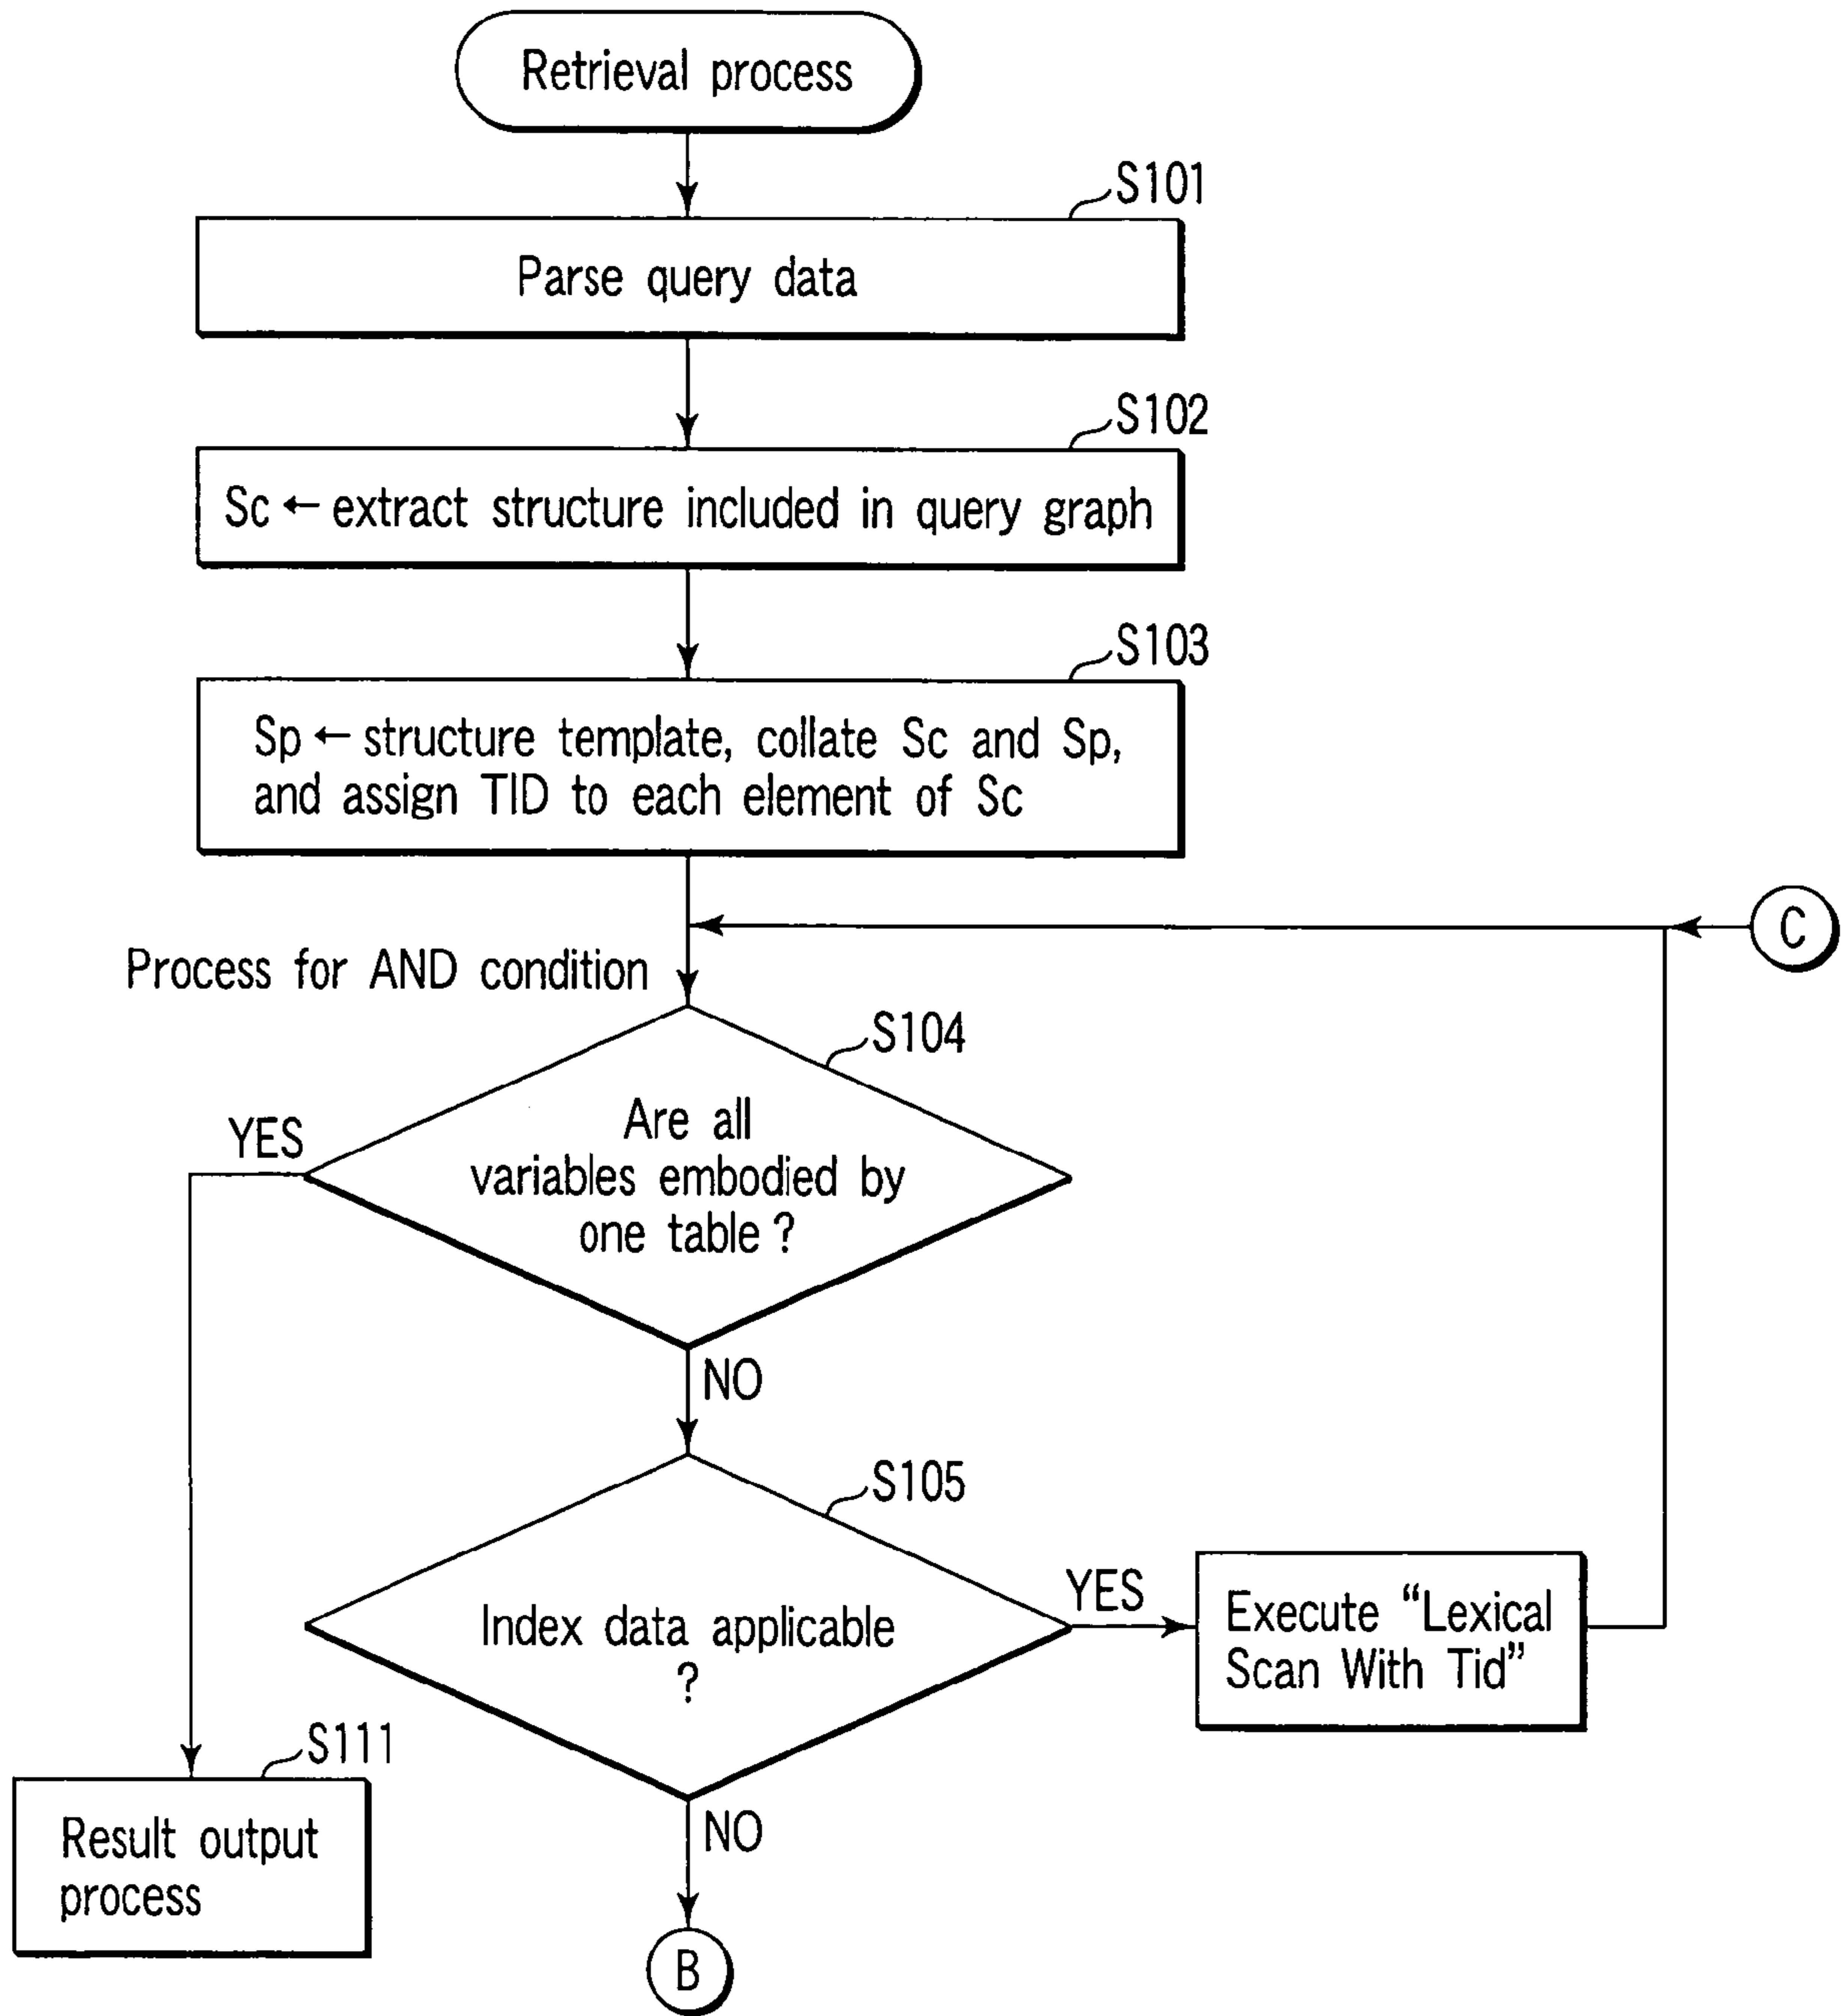 Retrieval process
S101
Parse query data
S102
Sc ← extract structure included in query graph
S103
Sp ← structure template, collate Sc and Sp,
and assign TID to each element of Sc
C
Process for AND condition
S104
YES
Are all
variables embodied by
one table ?
NO
S105
YES
Index data applicable
?
Execute “Lexical
Scan With Tid”
S111
Result output
process
NO
B